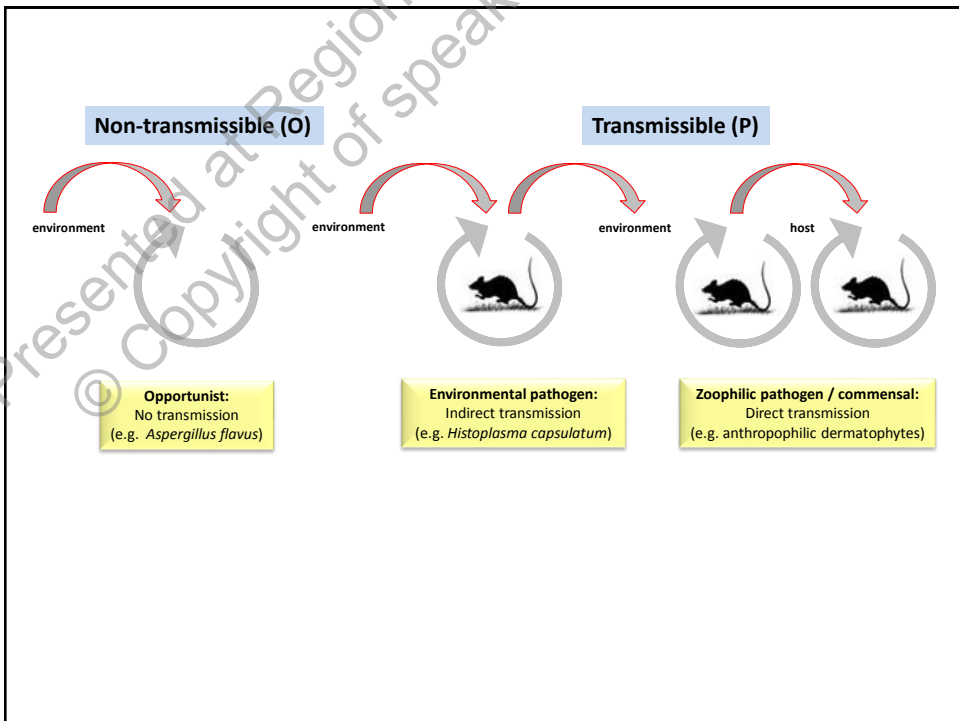 Presented at Region
© Copyright of speak
Non-transmissible (O)
Transmissible (P)
environment
environment
environment
host
Opportunist:
No transmission
(e.g. Aspergillus flavus)
Environmental pathogen:
Indirect transmission
(e.g. Histoplasma capsulatum)
Zoophilic pathogen / commensal:
Direct transmission
(e.g. anthropophilic dermatophytes)